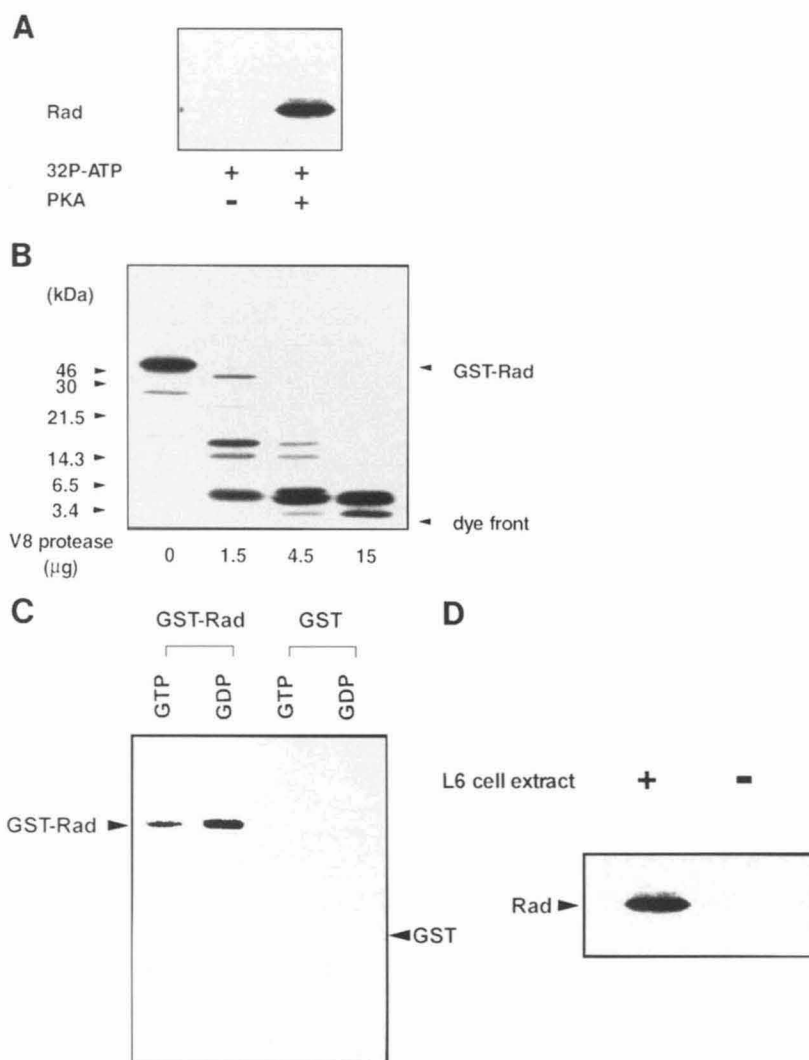 A
Rad
32P-ATP + +
PKA - +
B
(kDa)
46
30
21.5
14.3
6.5
3.4
GST-Rad
dye front
V8 protease
(µg)
0 1.5 4.5 15
C
GST-Rad GST
GTP GDP GTP GDP
GST-Rad
GST
D
L6 cell extract + -
Rad